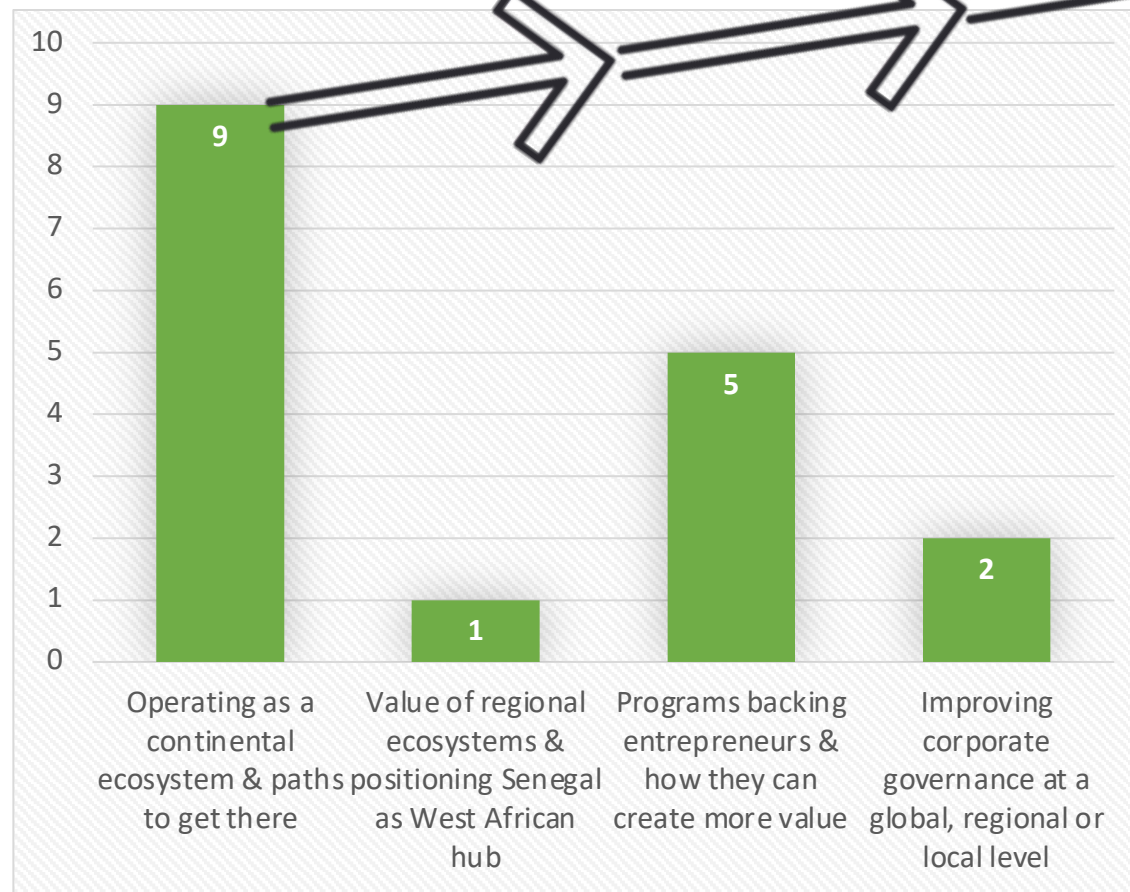 10
9
8
7
6
5
4
3
2
1
0
9
1
5
2
Operating as a
continental
ecosystem & paths
to get there
Value of regional
ecosystems &
positioning Senegal
as West African
hub
Programs backing
entrepreneurs &
how they can
create more value
Improving
corporate
governance at a
global, regional or
local level